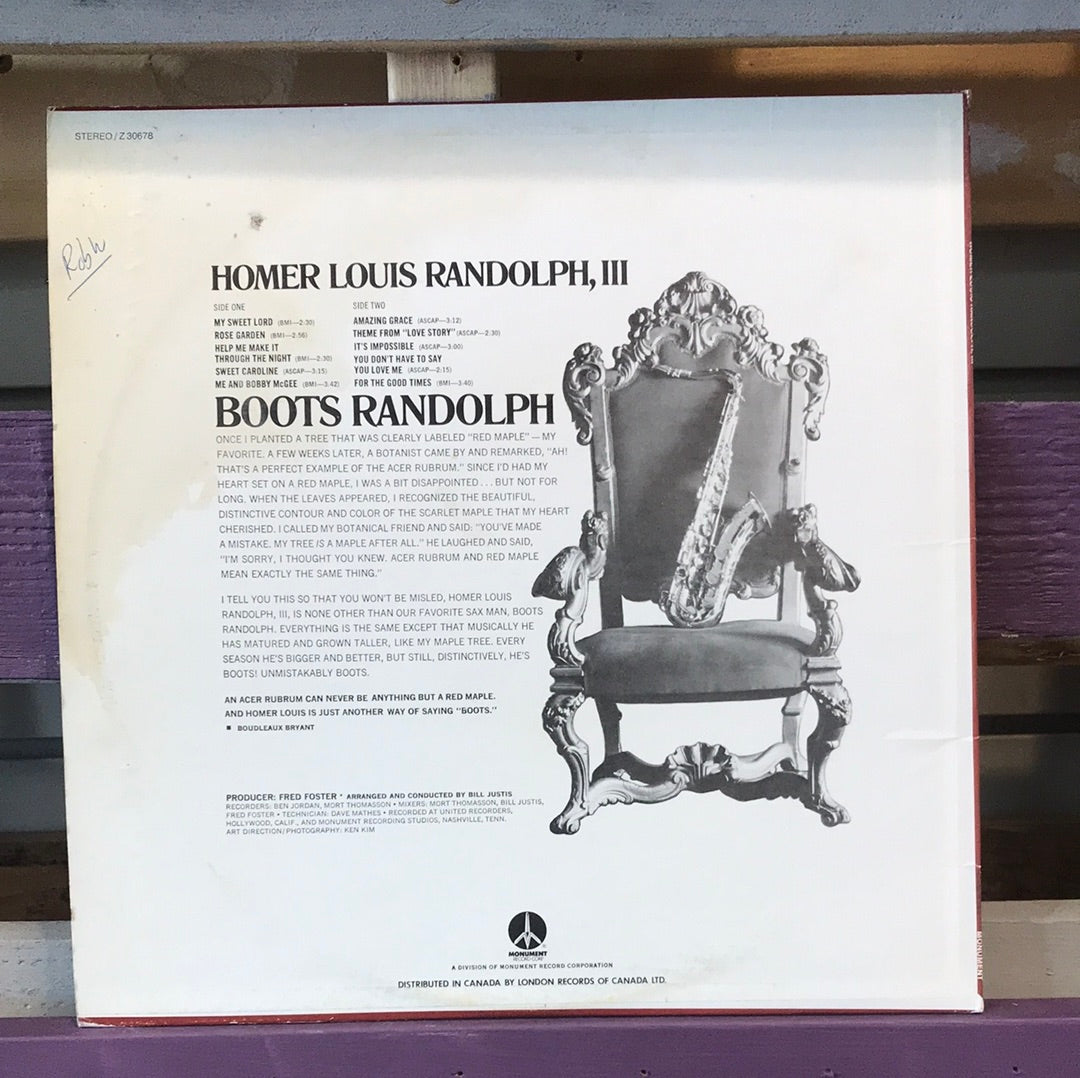 STEREO/Z 30678
HOMER LOUIS RANDOLPH, III
SIDE ONE
MY SWEET LORD (BMI—2:30)
ROSE GARDEN (BMI—2:56)
HELP ME MAKE IT
THROUGH THE NIGHT (BMI—2:30)
SWEET CAROLINE (ASCAP—3:15)
ME AND BOBBY McGEE (BMI—3:42)
SIDE TWO
AMAZING GRACE (ASCAP—3:12)
THEME FROM "LOVE STORY" (ASCAP—2:30)
IT'S IMPOSSIBLE (ASCAP—3:00)
YOU DON'T HAVE TO SAY
YOU LOVE ME (ASCAP—2:15)
FOR THE GOOD TIMES (BMI—3:40)
BOOTS RANDOLPH
ONCE I PLANTED A TREE THAT WAS CLEARLY LABELED "RED MAPLE" — MY
FAVORITE. A FEW WEEKS LATER, A BOTANIST CAME BY AND REMARKED, "AH!
THAT'S A PERFECT EXAMPLE OF THE ACER RUBRUM." SINCE I'D HAD MY
HEART SET ON A RED MAPLE, I WAS A BIT DISAPPOINTED . . . BUT NOT FOR
LONG. WHEN THE LEAVES APPEARED, I RECOGNIZED THE BEAUTIFUL,
DISTINCTIVE CONTOUR AND COLOR OF THE SCARLET MAPLE THAT MY HEART
CHERISHED. I CALLED MY BOTANICAL FRIEND AND SAID: "YOU'VE MADE
A MISTAKE. MY TREE IS A MAPLE AFTER ALL." HE LAUGHED AND SAID,
"I'M SORRY, I THOUGHT YOU KNEW. ACER RUBRUM AND RED MAPLE
MEAN EXACTLY THE SAME THING."
I TELL YOU THIS SO THAT YOU WON'T BE MISLED, HOMER LOUIS
RANDOLPH, III, IS NONE OTHER THAN OUR FAVORITE SAX MAN, BOOTS
RANDOLPH. EVERYTHING IS THE SAME EXCEPT THAT MUSICALLY HE
HAS MATURED AND GROWN TALLER, LIKE MY MAPLE TREE. EVERY
SEASON HE'S BIGGER AND BETTER, BUT STILL, DISTINCTIVELY, HE'S
BOOTS! UNMISTAKABLY BOOTS.
AN ACER RUBRUM CAN NEVER BE ANYTHING BUT A RED MAPLE.
AND HOMER LOUIS IS JUST ANOTHER WAY OF SAYING "BOOTS."
■ BOUDLEAUX BRYANT
PRODUCER: FRED FOSTER • ARRANGED AND CONDUCTED BY BILL JUSTIS
RECORDERS: BEN JORDAN, MORT THOMASSON • MIXERS: MORT THOMASSON, BILL JUSTIS,
FRED FOSTER • TECHNICIAN: DAVE MATHES • RECORDED AT UNITED RECORDERS,
HOLLYWOOD, CALIF., AND MONUMENT RECORDING STUDIOS, NASHVILLE, TENN.
ART DIRECTION/PHOTOGRAPHY: KEN KIM
MONUMENT
RECORD CORP.
A DIVISION OF MONUMENT RECORD CORPORATION
DISTRIBUTED IN CANADA BY LONDON RECORDS OF CANADA LTD.
MONUMENT